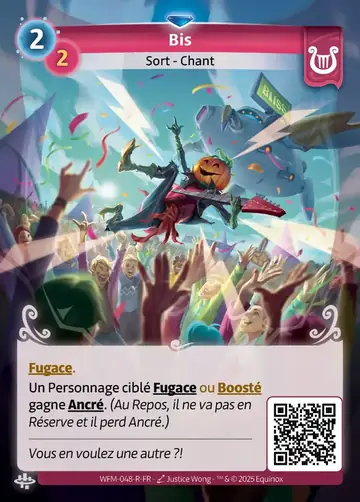 2
Bis
2
Sort - Chant
BLISS
Fugace.
Un Personnage ciblé Fugace ou Boosté
gagne Ancré. (Au Repos, il ne va pas en
Réserve et il perd Ancré.)
Vous en voulez une autre ?!
WFM-048-R-FR - Justice Wong - ™ & © 2025 Equinox